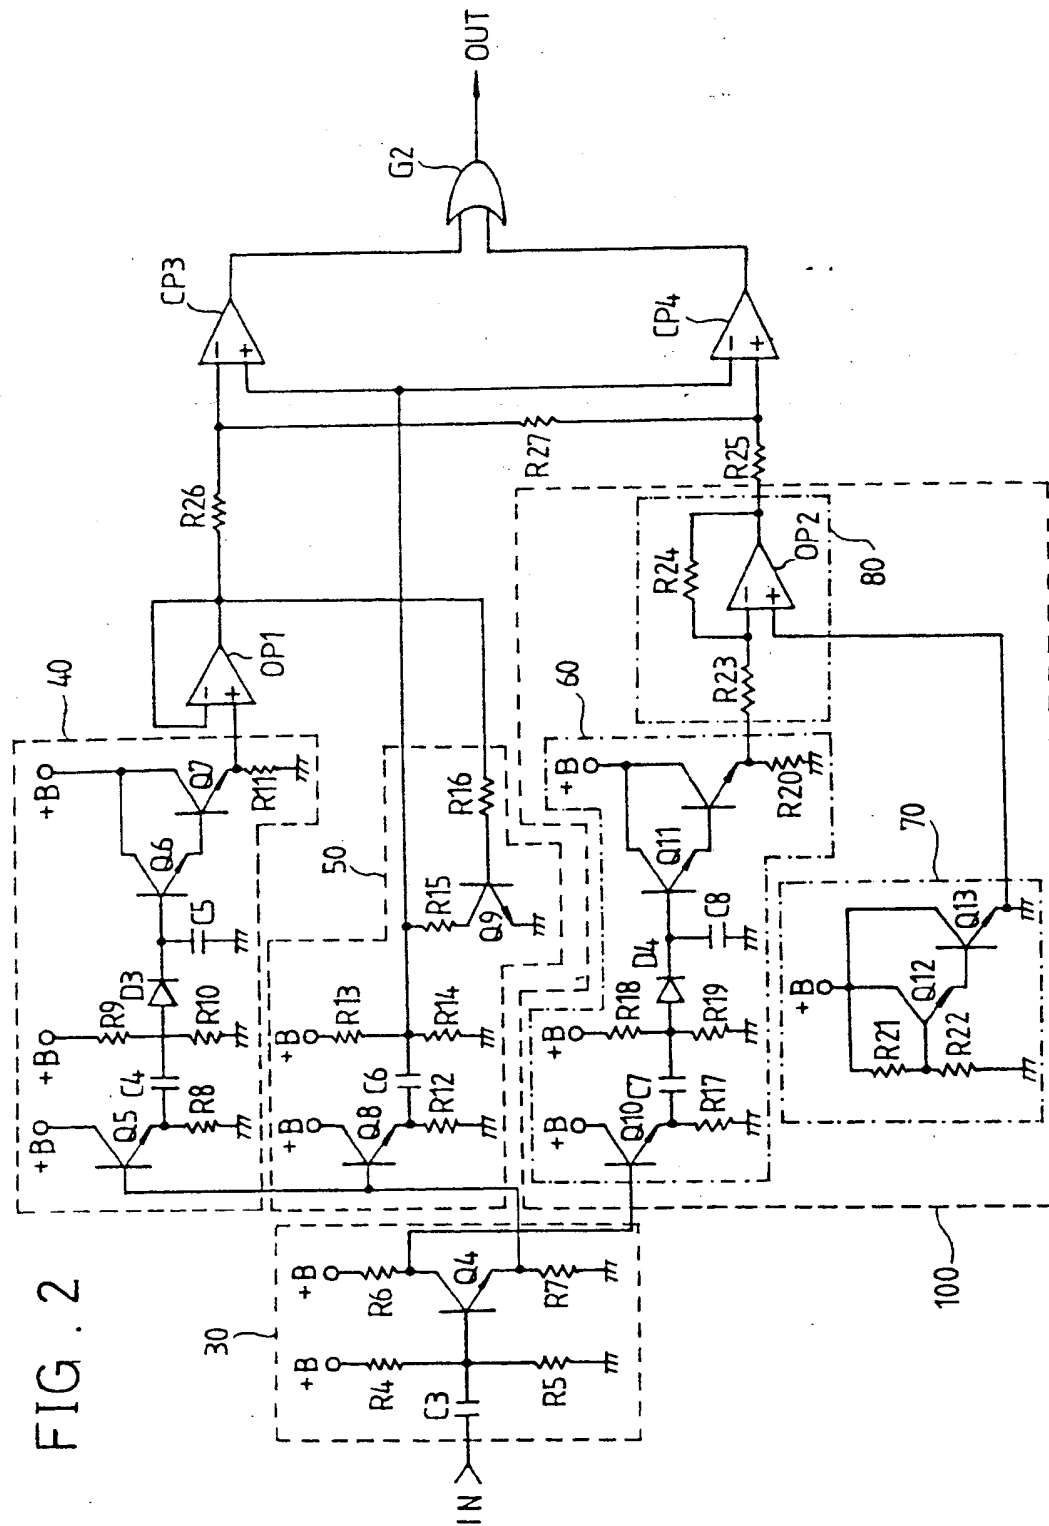 FIG. 2
IN
C3
30
+B
R4
R5
+B
R6
Q4
R7
40
+B
Q5
R8
C4
+B
R9
R10
D3
C5
Q6
+B
Q7
R11
OP1
R26
50
+B
Q8
R12
C6
+B
R13
R14
R15
Q9
R16
60
+B
Q10
R17
C7
+B
R18
R19
D4
C8
Q11
+B
R20
70
+B
R21
R22
Q12
Q13
80
R23
R24
OP2
R25
R27
100
CP3
CP4
G2
OUT
- +
- +
- +
- +